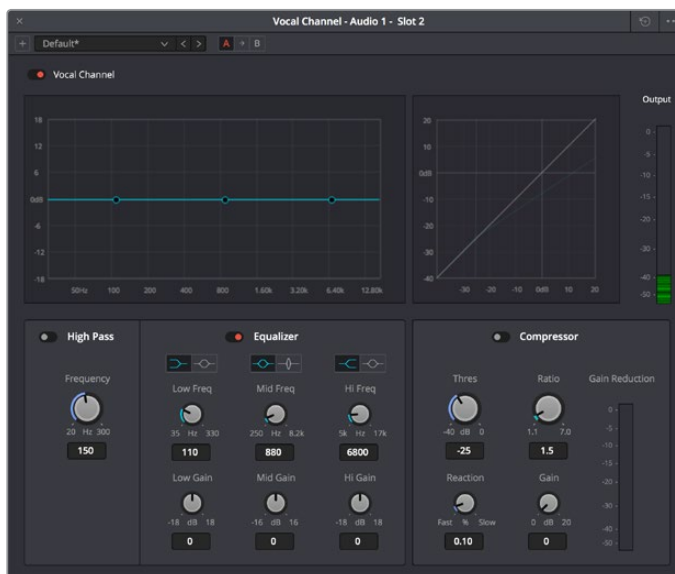 Vocal Channel - Audio 1 - Slot 2
Default*
A
B
Vocal Channel
Output
18
12
6
0dB
-6
-12
-18
50Hz 100 200 400 800 1.60k 3.20k 6.40k 12.80k
20
10
0dB
-10
-20
-30
-40
-30 -20 -10 0dB 10 20
0
-5
-10
-15
-20
-30
-40
-50
High Pass
Frequency
20 Hz 300
150
Equalizer
Low Freq Mid Freq Hi Freq
35 Hz 330 250 Hz 8.2k 5k Hz 17k
110 880 6800
Low Gain Mid Gain Hi Gain
-18 dB 18 -16 dB 16 -18 dB 18
0 0 0
Compressor
Thres Ratio Gain Reduction
-40 dB 0 1.1 7.0
-25 1.5
Reaction Gain
Fast % Slow 0 dB 20
0.10 0
0
-5
-10
-15
-20
-30
-40
-50